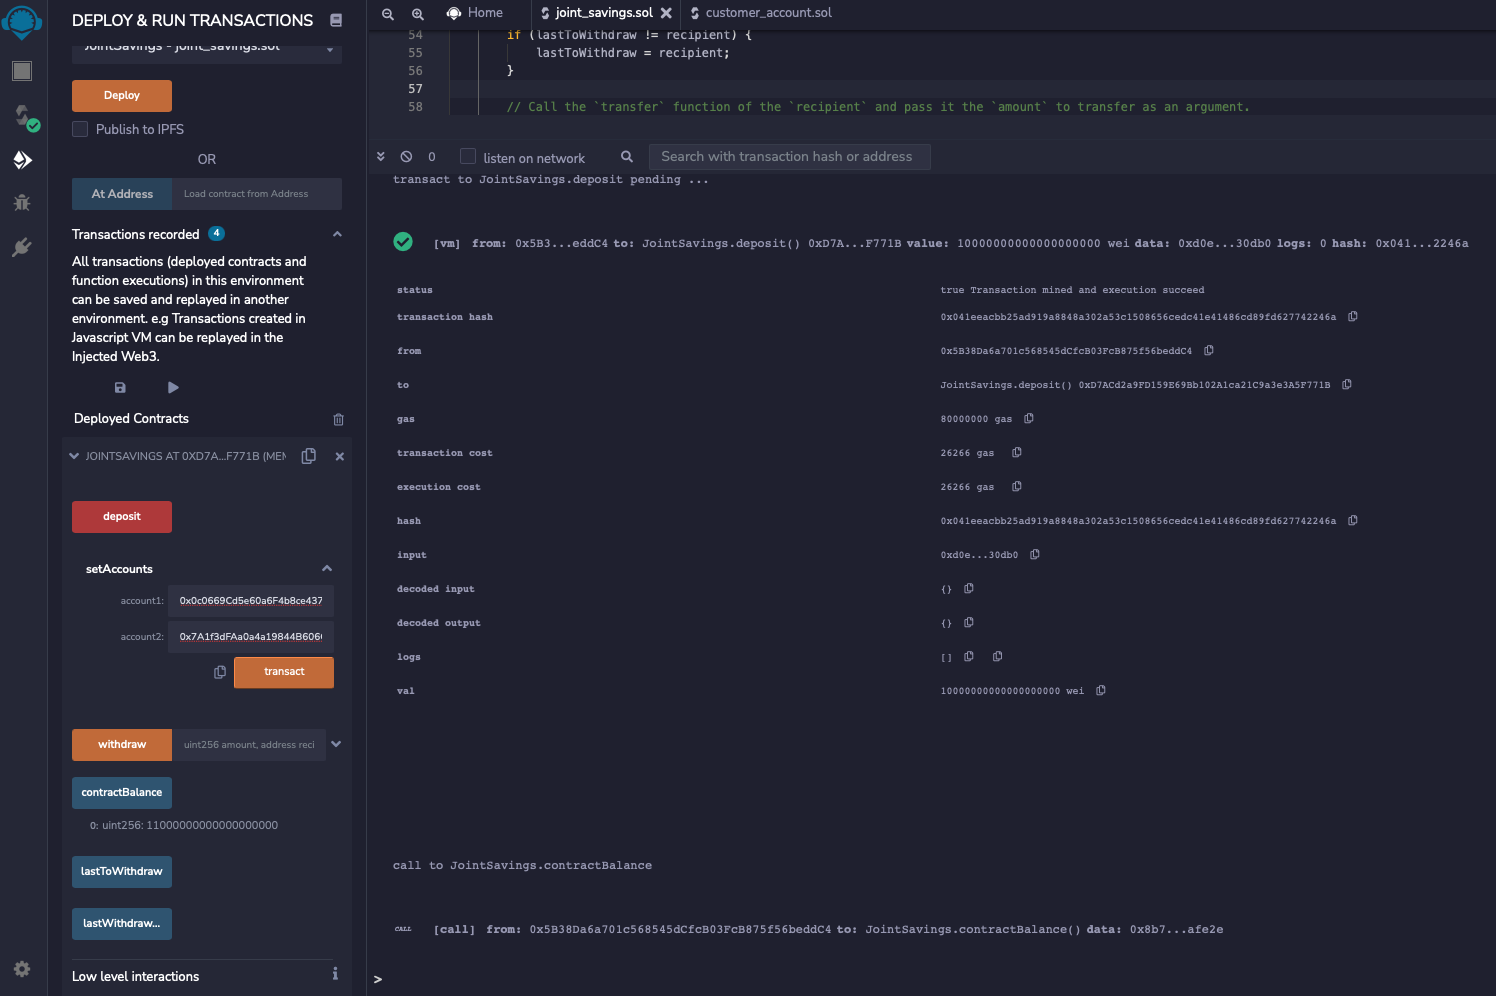 DEPLOY & RUN TRANSACTIONS
JointSavings - joint_savings.sol
Deploy
Publish to IPFS
OR
At Address
Load contract from Address
Transactions recorded 4
All transactions (deployed contracts and
function executions) in this environment
can be saved and replayed in another
environment. e.g Transactions created in
Javascript VM can be replayed in the
Injected Web3.
Deployed Contracts
JOINTSAVINGS AT 0XD7A...F771B (MEM
deposit
setAccounts
account1: 0x0c0669Cd5e60a6F4b8ce437
account2: 0x7A1f3dFAa0a4a19844B606
transact
withdraw
uint256 amount, address reci
contractBalance
0: uint256: 11000000000000000000
lastToWithdraw
lastWithdraw...
Low level interactions
Home
joint_savings.sol
customer_account.sol
54 if (lastToWithdraw != recipient) {
55 lastToWithdraw = recipient;
56 }
57
58 // Call the `transfer` function of the `recipient` and pass it the `amount` to transfer as an argument.
0
listen on network
Search with transaction hash or address
transact to JointSavings.deposit pending ...
[vm] from: 0x5B3...eddC4 to: JointSavings.deposit() 0xD7A...F771B value: 10000000000000000000 wei data: 0xd0e...30db0 logs: 0 hash: 0x041...2246a
status true Transaction mined and execution succeed
transaction hash 0x041eeacbb25ad919a8848a302a53c1508656cedc41e41486cd89fd627742246a
from 0x5B38Da6a701c568545dCfcB03FcB875f56beddC4
to JointSavings.deposit() 0xD7ACd2a9FD159E69Bb102A1ca21C9a3e3A5F771B
gas 80000000 gas
transaction cost 26266 gas
execution cost 26266 gas
hash 0x041eeacbb25ad919a8848a302a53c1508656cedc41e41486cd89fd627742246a
input 0xd0e...30db0
decoded input {}
decoded output {}
logs []
val 10000000000000000000 wei
call to JointSavings.contractBalance
CALL [call] from: 0x5B38Da6a701c568545dCfcB03FcB875f56beddC4 to: JointSavings.contractBalance() data: 0x8b7...afe2e
>